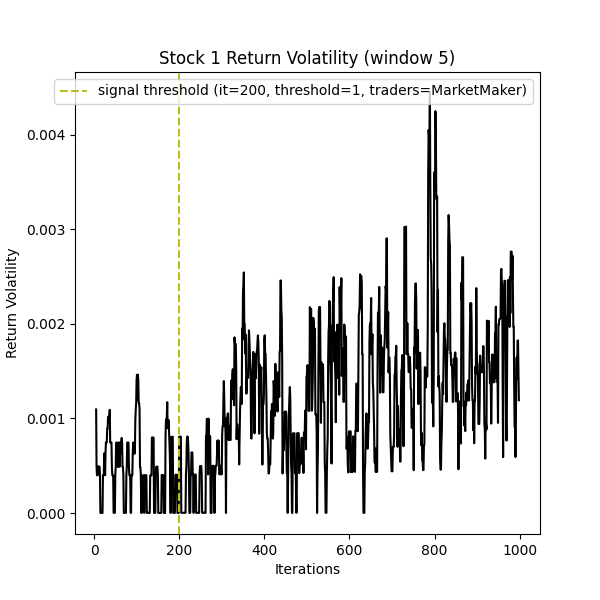 Stock 1 Return Volatility (window 5)
signal threshold (it=200, threshold=1, traders=MarketMaker)
0.004
0.003
0.002
0.001
0.000
Return Volatility
0 200 400 600 800 1000
Iterations